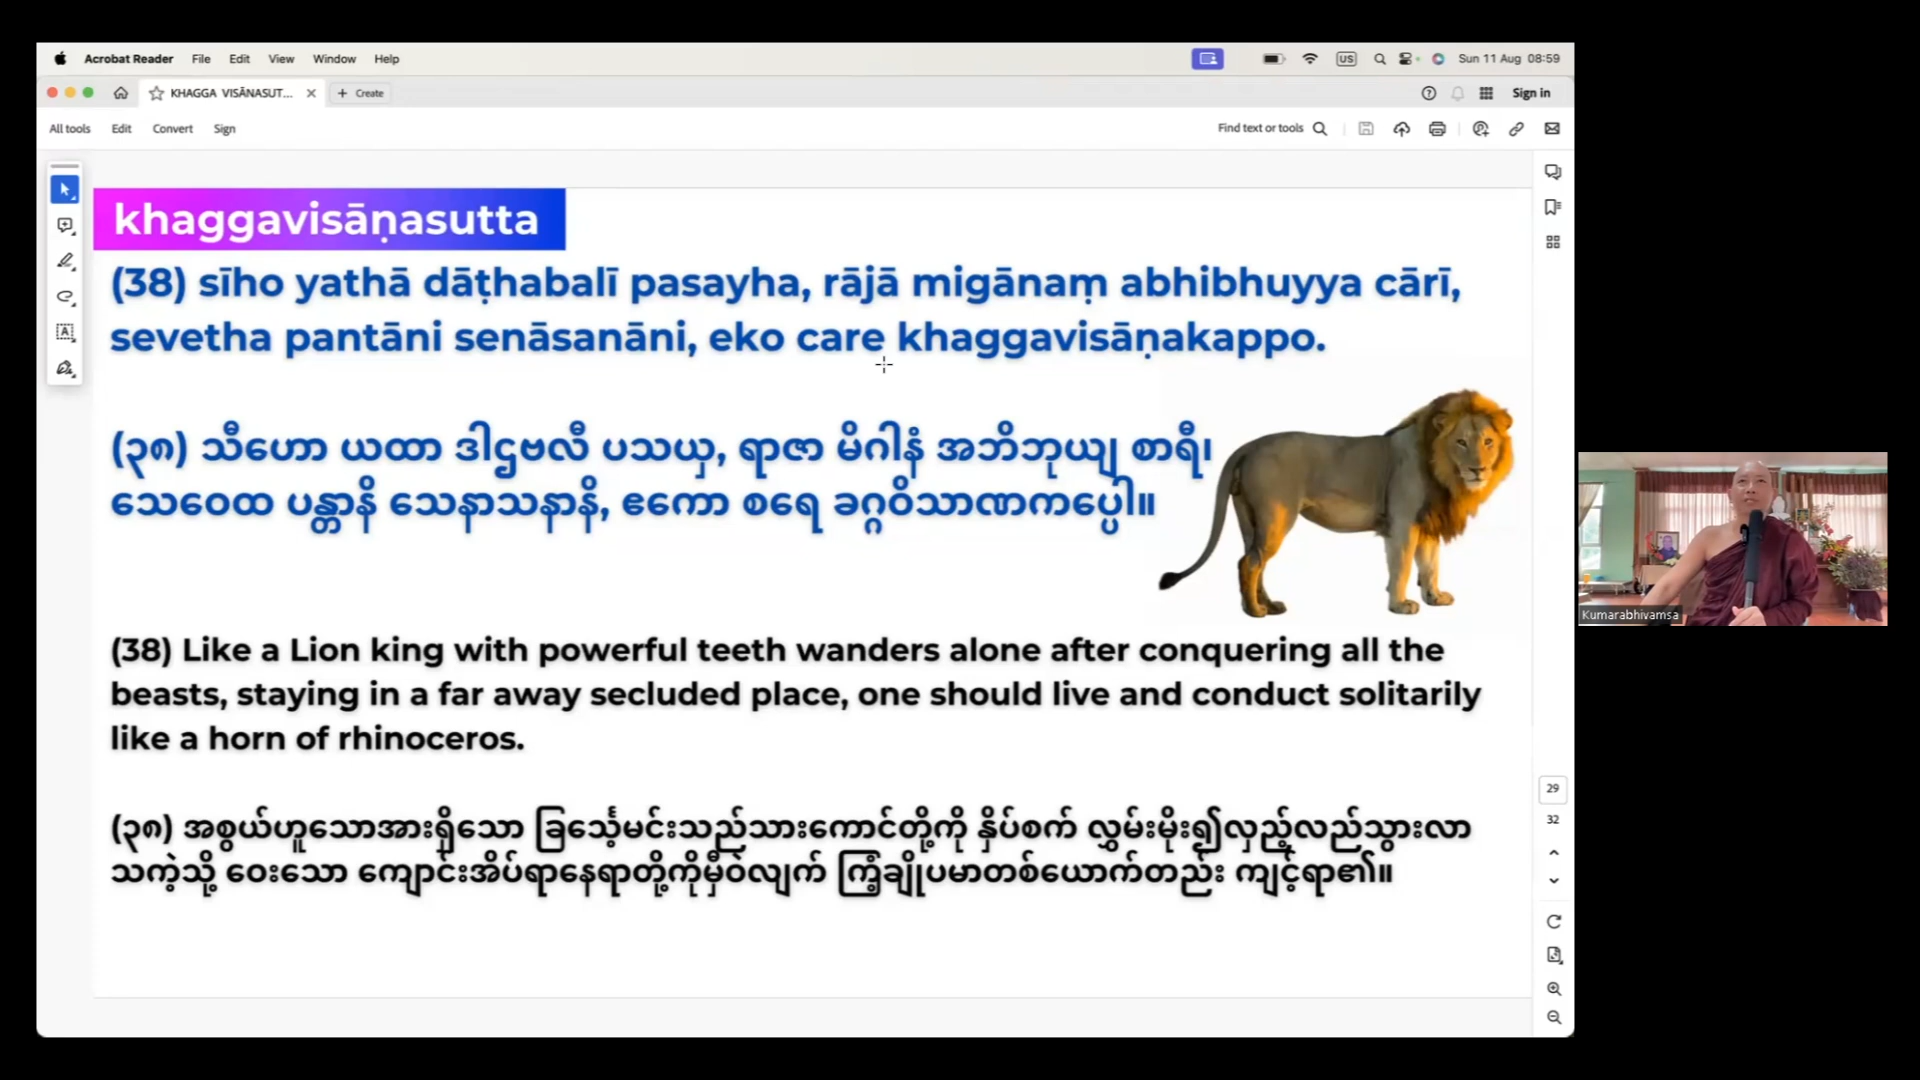 Acrobat Reader File Edit View Window Help US Sun 11 Aug 08:59
KHAGGA VISĀNASUT... Create Sign in
All tools Edit Convert Sign Find text or tools
khaggavisāṇasutta
(38) sīho yathā dāṭhabalī pasayha, rājā migānaṃ abhibhuyya cārī,
sevetha pantāni senāsanāni, eko care khaggavisāṇakappo.
(၃၈) သီဟော ယထာ ဒါဌဗလီ ပသယှ, ရာဇာ မိဂါနံ အဘိဘုယျ စာရီ၊
သေဝေထ ပန္တာနိ သေနာသနာနိ, ဧကော စရေ ခဂ္ဂဝိသာဏကပ္ပေါ။
(38) Like a Lion king with powerful teeth wanders alone after conquering all the
beasts, staying in a far away secluded place, one should live and conduct solitarily
like a horn of rhinoceros.
(၃၈) အစွယ်ဟူသောအားရှိသော ခြင်္သေ့မင်းသည်သားကောင်တို့ကို နှိပ်စက် လွှမ်းမိုး၍လှည့်လည်သွားလာ
သကဲ့သို့ ဝေးသော ကျောင်းအိပ်ရာနေရာတို့ကိုမှီဝဲလျက် ကြံ့ချိုပမာတစ်ယောက်တည်း ကျင့်ရာ၏။
29
32
Kumarabhivamsa